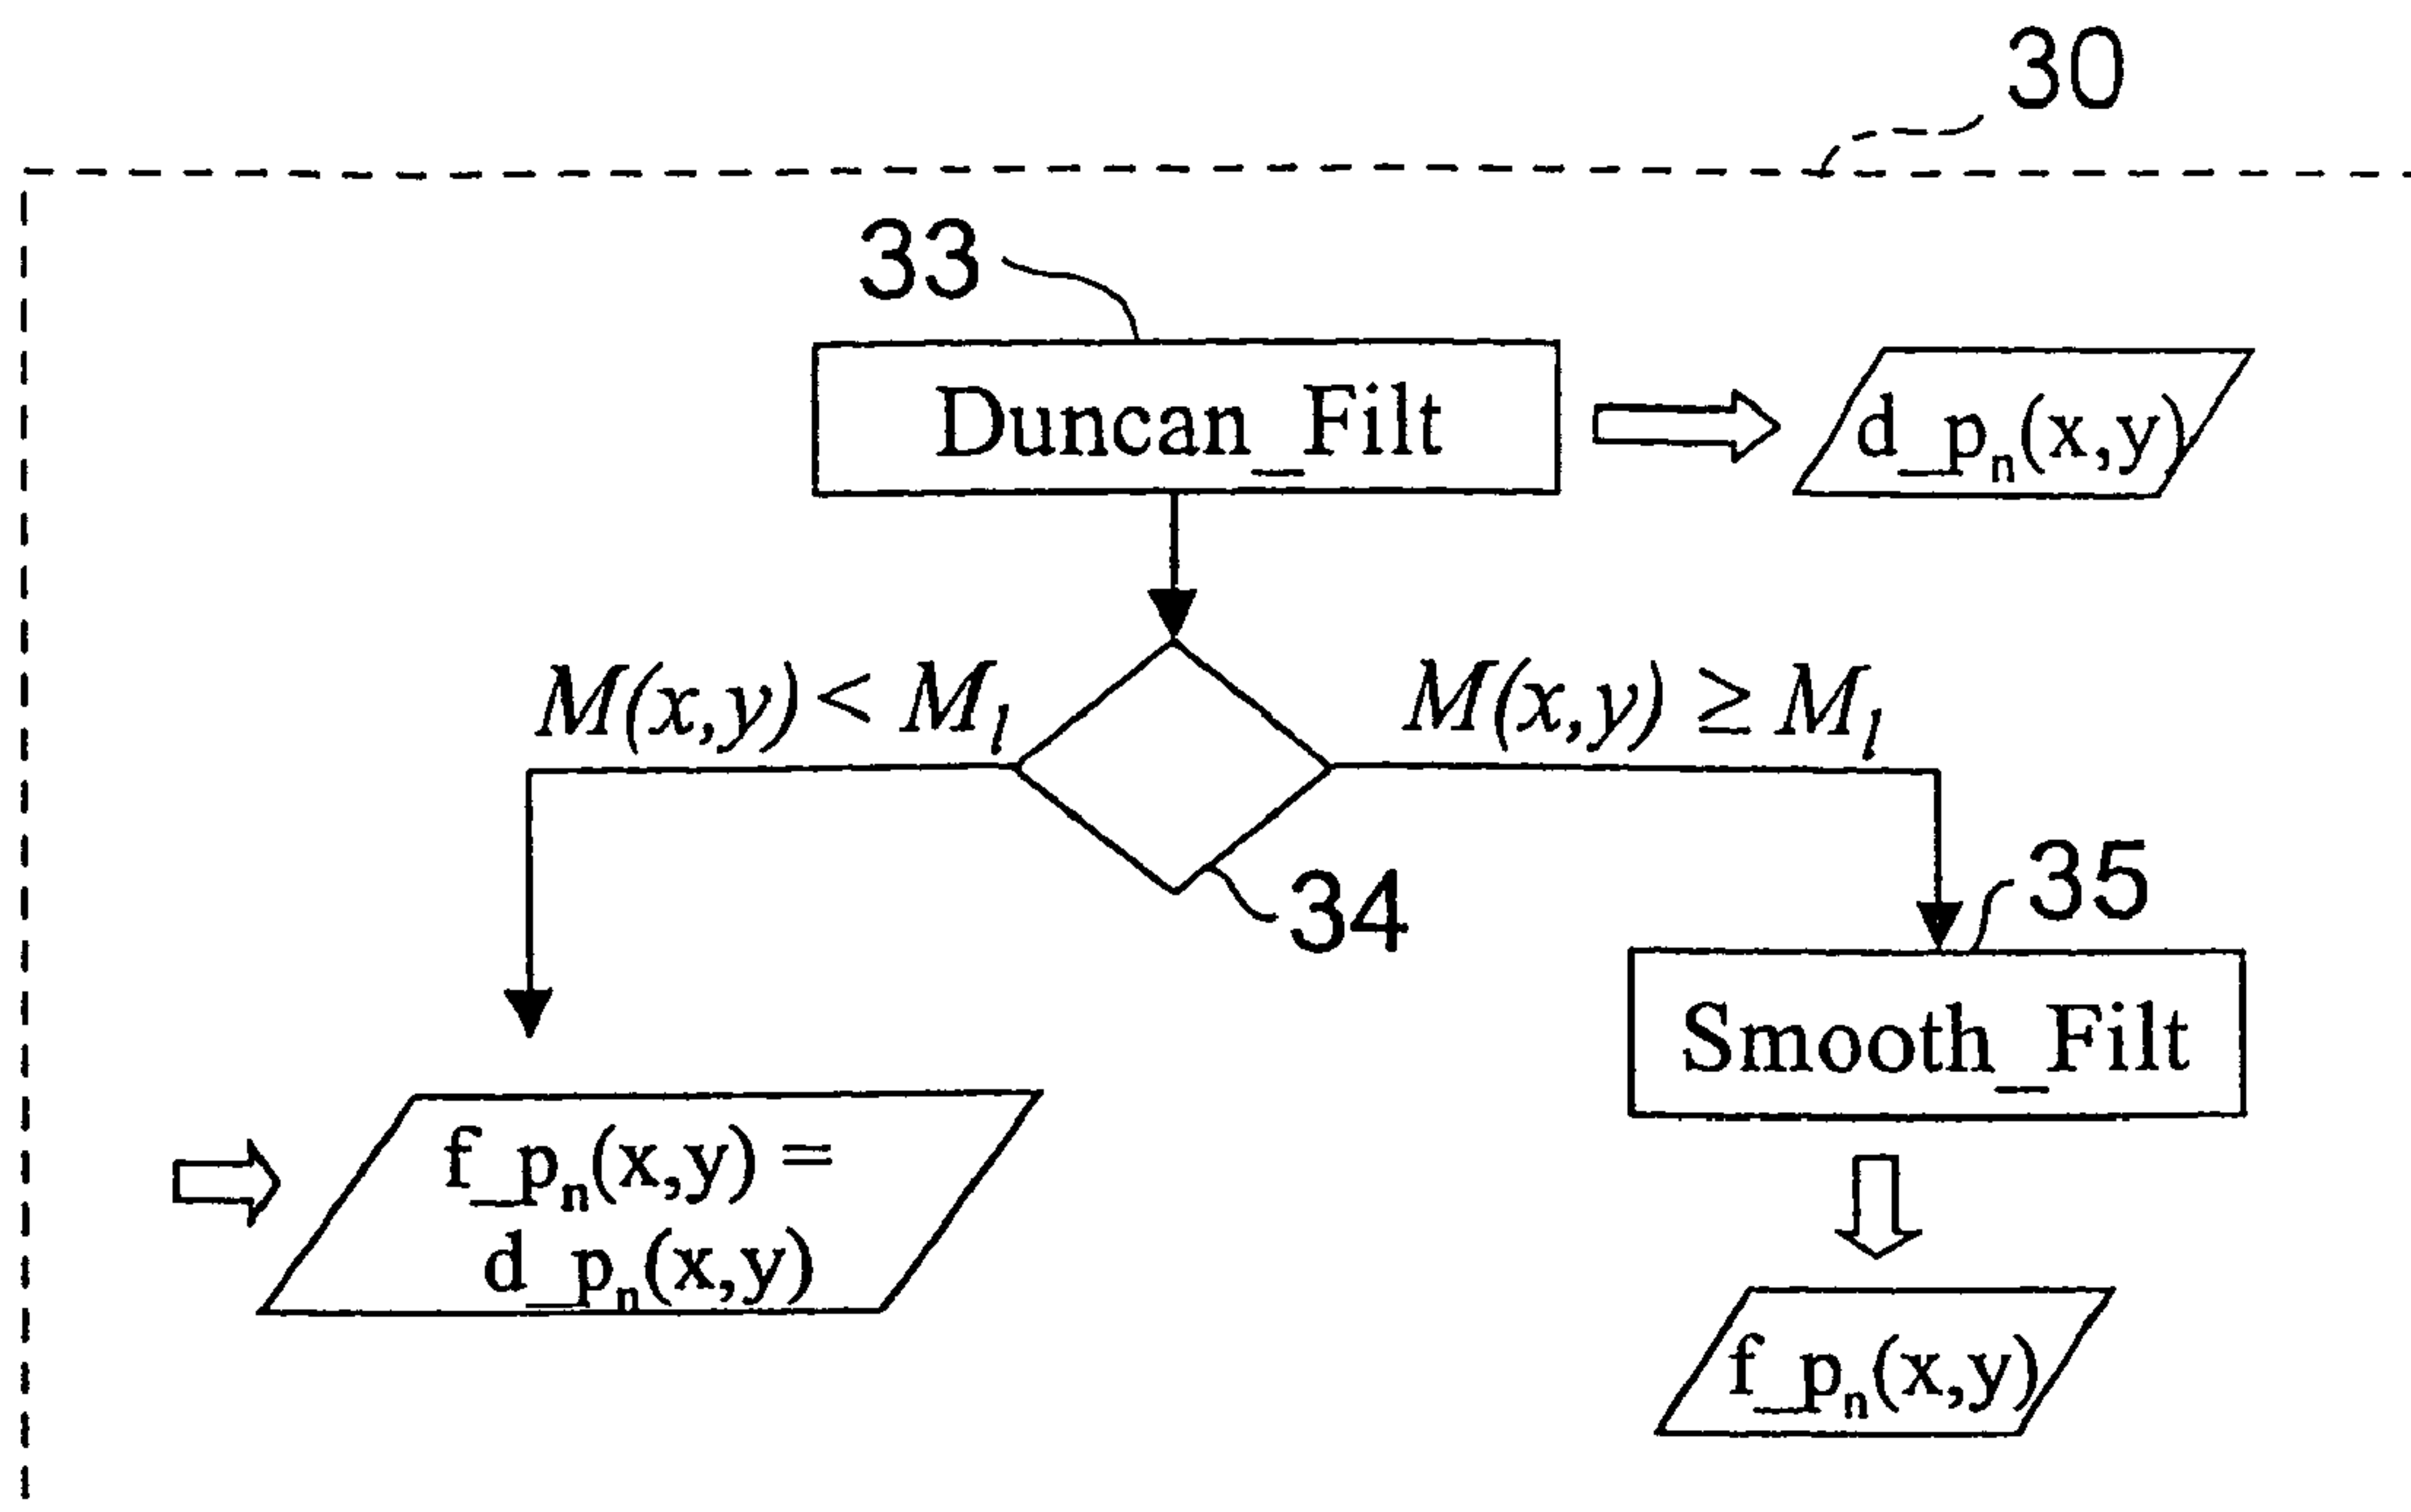 30
33
Duncan_Filt
d_pₙ(x,y)
M(x,y) < Mₗ
M(x,y) ≥ Mₗ
34
35
Smooth_Filt
f_pₙ(x,y) =
d_pₙ(x,y)
f_pₙ(x,y)